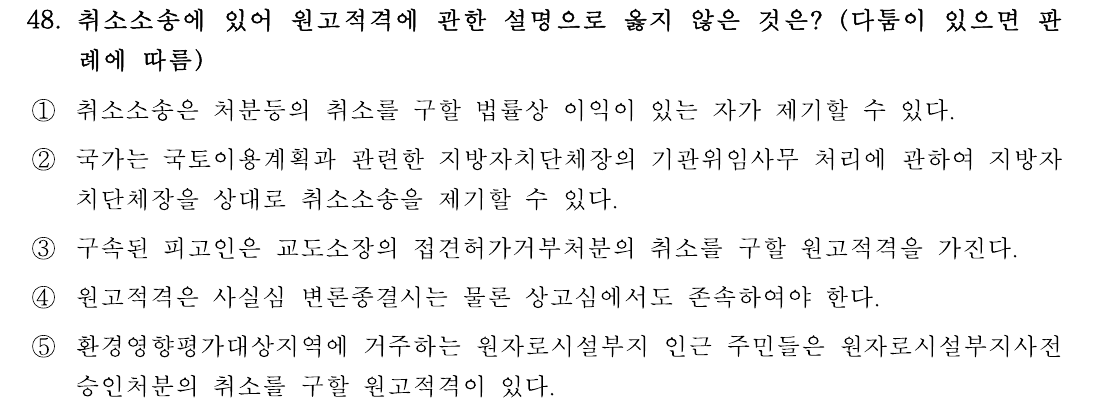 48. 취소소송에 있어 원고적격에 관한 설명으로 옳지 않은 것은? (다툼이 있으면 판
례에 따름)
① 취소소송은 처분등의 취소를 구할 법률상 이익이 있는 자가 제기할 수 있다.
② 국가는 국토이용계획과 관련한 지방자치단체장의 기관위임사무 처리에 관하여 지방자
치단체장을 상대로 취소소송을 제기할 수 있다.
③ 구속된 피고인은 교도소장의 접견허가거부처분의 취소를 구할 원고적격을 가진다.
④ 원고적격은 사실심 변론종결시는 물론 상고심에서도 존속하여야 한다.
⑤ 환경영향평가대상지역에 거주하는 원자로시설부지 인근 주민들은 원자로시설부지사전
승인처분의 취소를 구할 원고적격이 있다.